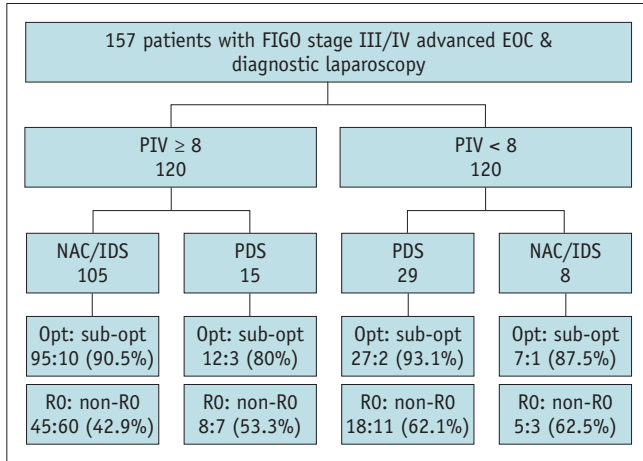 157 patients with FIGO stage III/IV advanced EOC &
diagnostic laparoscopy
PIV ≥ 8
120
PIV < 8
120
NAC/IDS
105
PDS
15
PDS
29
NAC/IDS
8
Opt: sub-opt
95:10 (90.5%)
Opt: sub-opt
12:3 (80%)
Opt: sub-opt
27:2 (93.1%)
Opt: sub-opt
7:1 (87.5%)
R0: non-R0
45:60 (42.9%)
R0: non-R0
8:7 (53.3%)
R0: non-R0
18:11 (62.1%)
R0: non-R0
5:3 (62.5%)